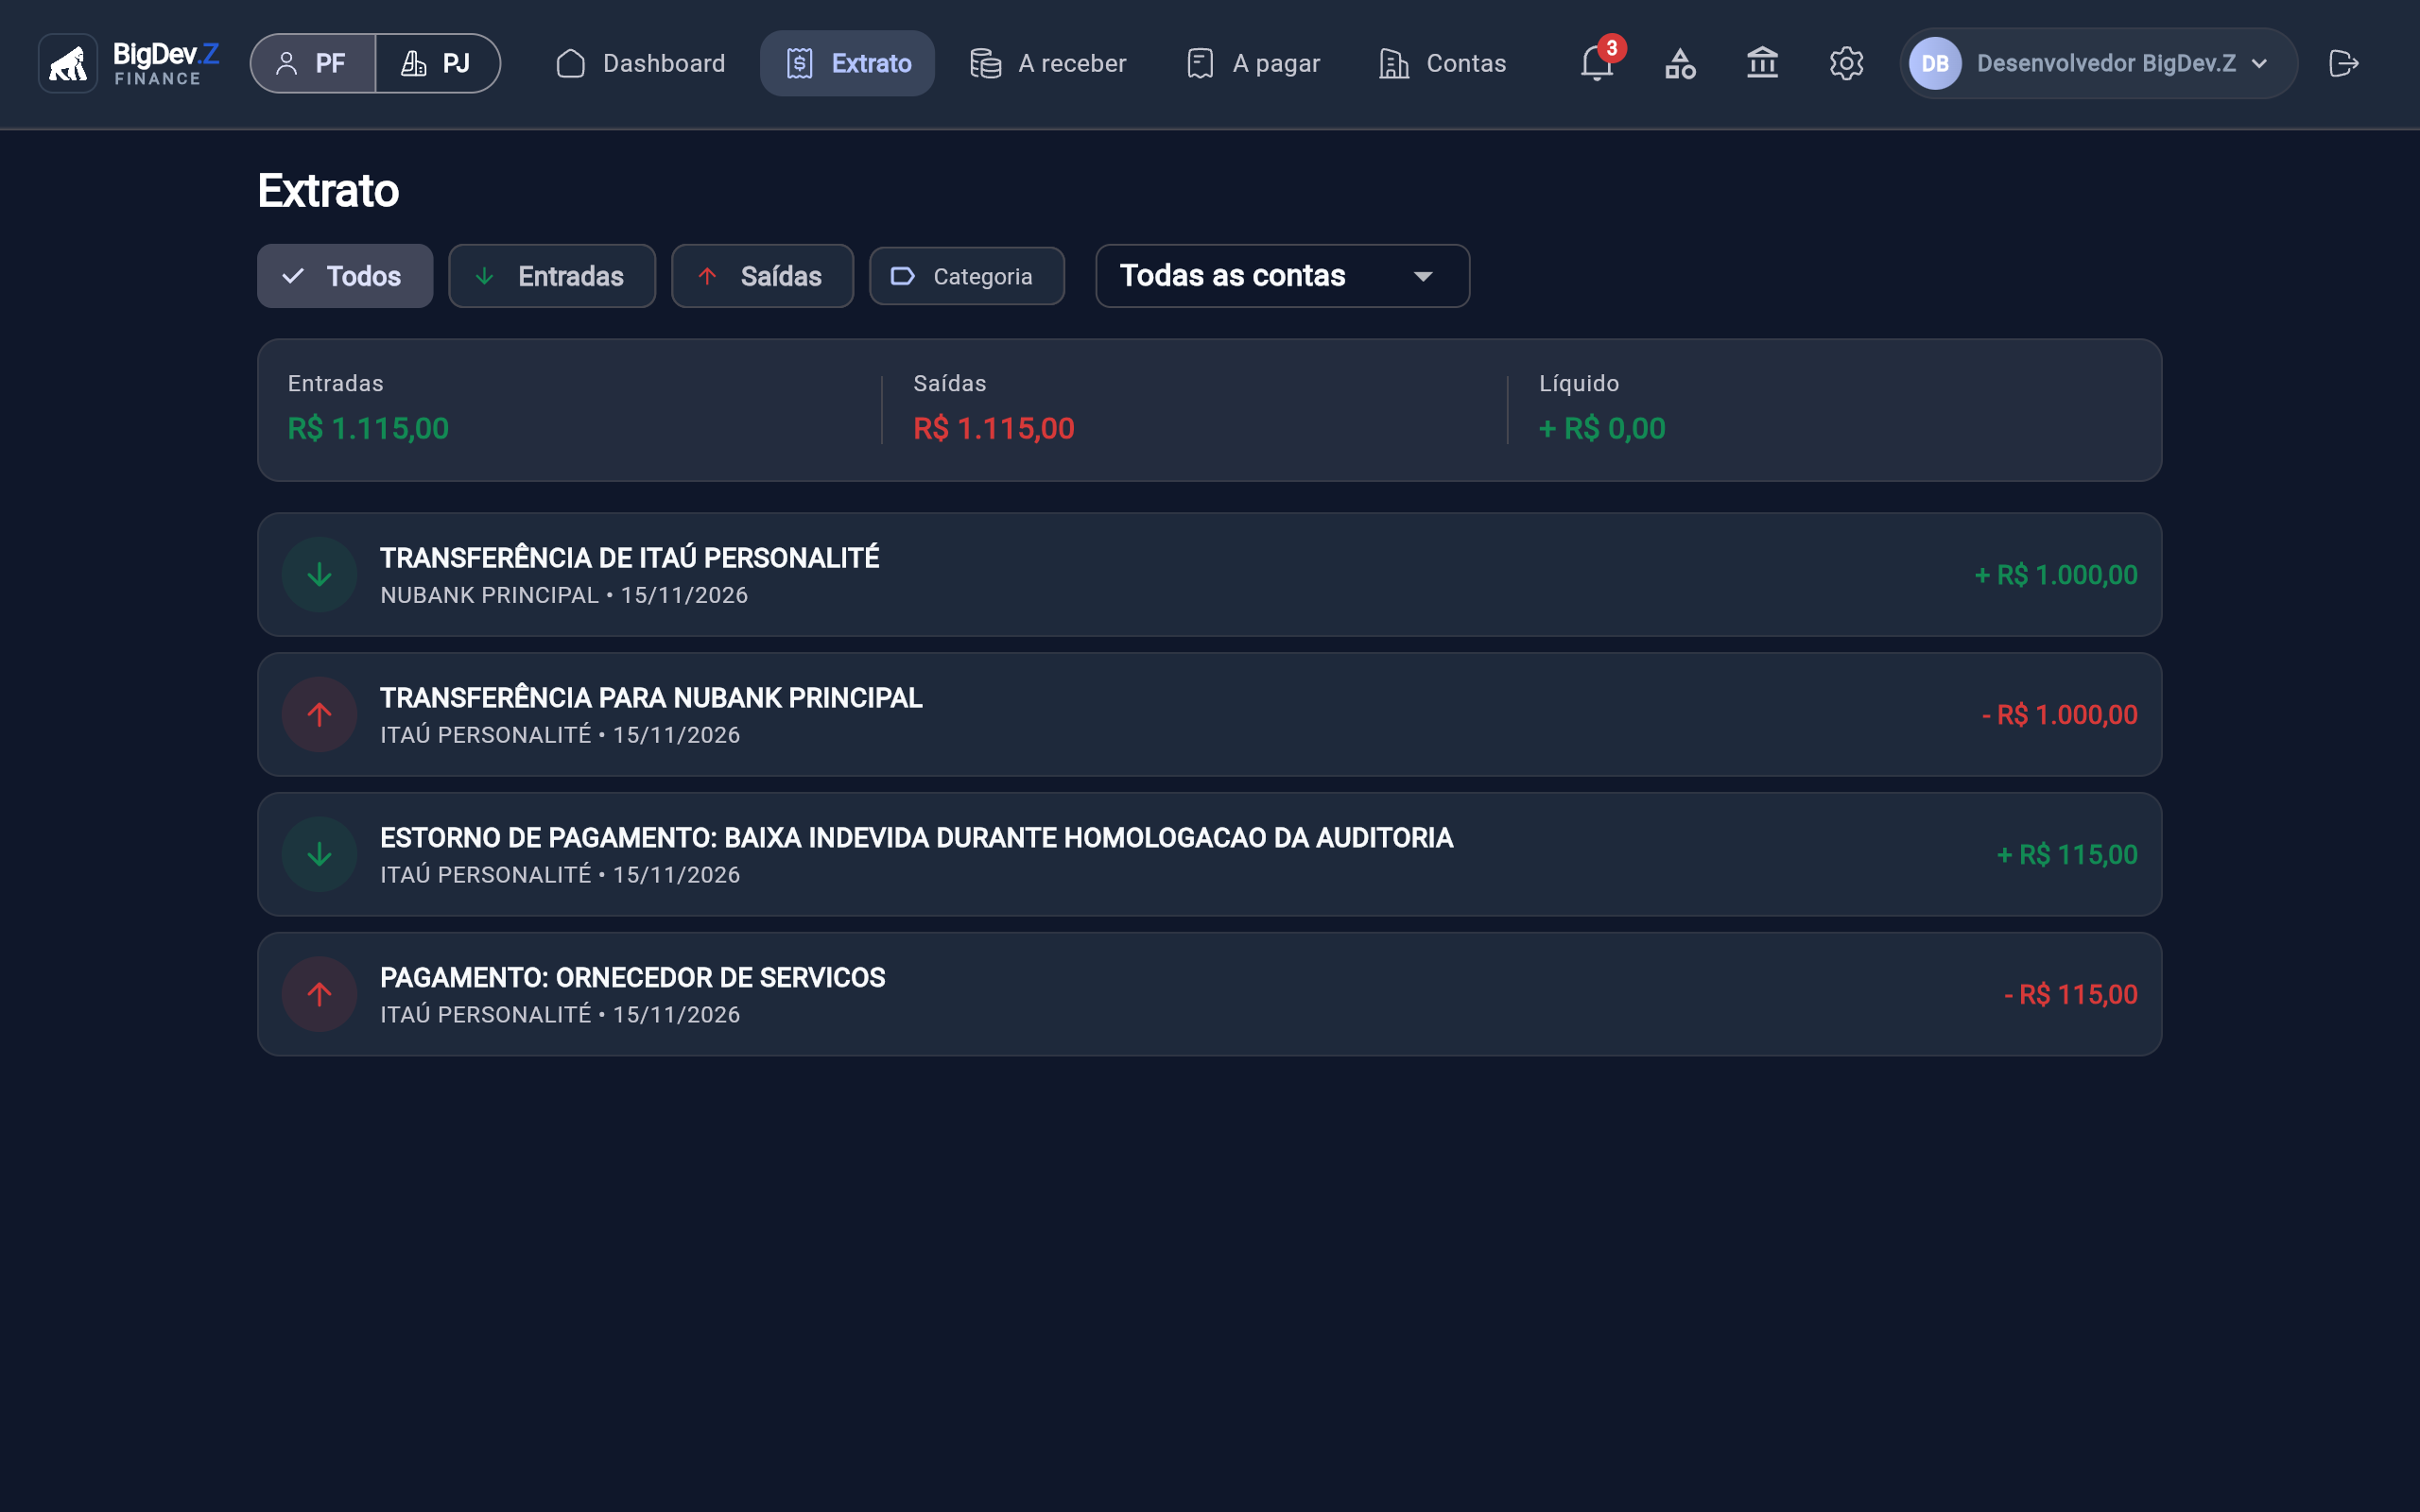 BigDev.Z
FINANCE
PF
PJ
Dashboard
Extrato
A receber
A pagar
Contas
3
DB
Desenvolvedor BigDev.Z
Extrato
Todos
Entradas
Saídas
Categoria
Todas as contas
Entradas
R$ 1.115,00
Saídas
R$ 1.115,00
Líquido
+ R$ 0,00
TRANSFERÊNCIA DE ITAÚ PERSONALITÉ
NUBANK PRINCIPAL • 15/11/2026
+ R$ 1.000,00
TRANSFERÊNCIA PARA NUBANK PRINCIPAL
ITAÚ PERSONALITÉ • 15/11/2026
- R$ 1.000,00
ESTORNO DE PAGAMENTO: BAIXA INDEVIDA DURANTE HOMOLOGACAO DA AUDITORIA
ITAÚ PERSONALITÉ • 15/11/2026
+ R$ 115,00
PAGAMENTO: ORNECEDOR DE SERVICOS
ITAÚ PERSONALITÉ • 15/11/2026
- R$ 115,00